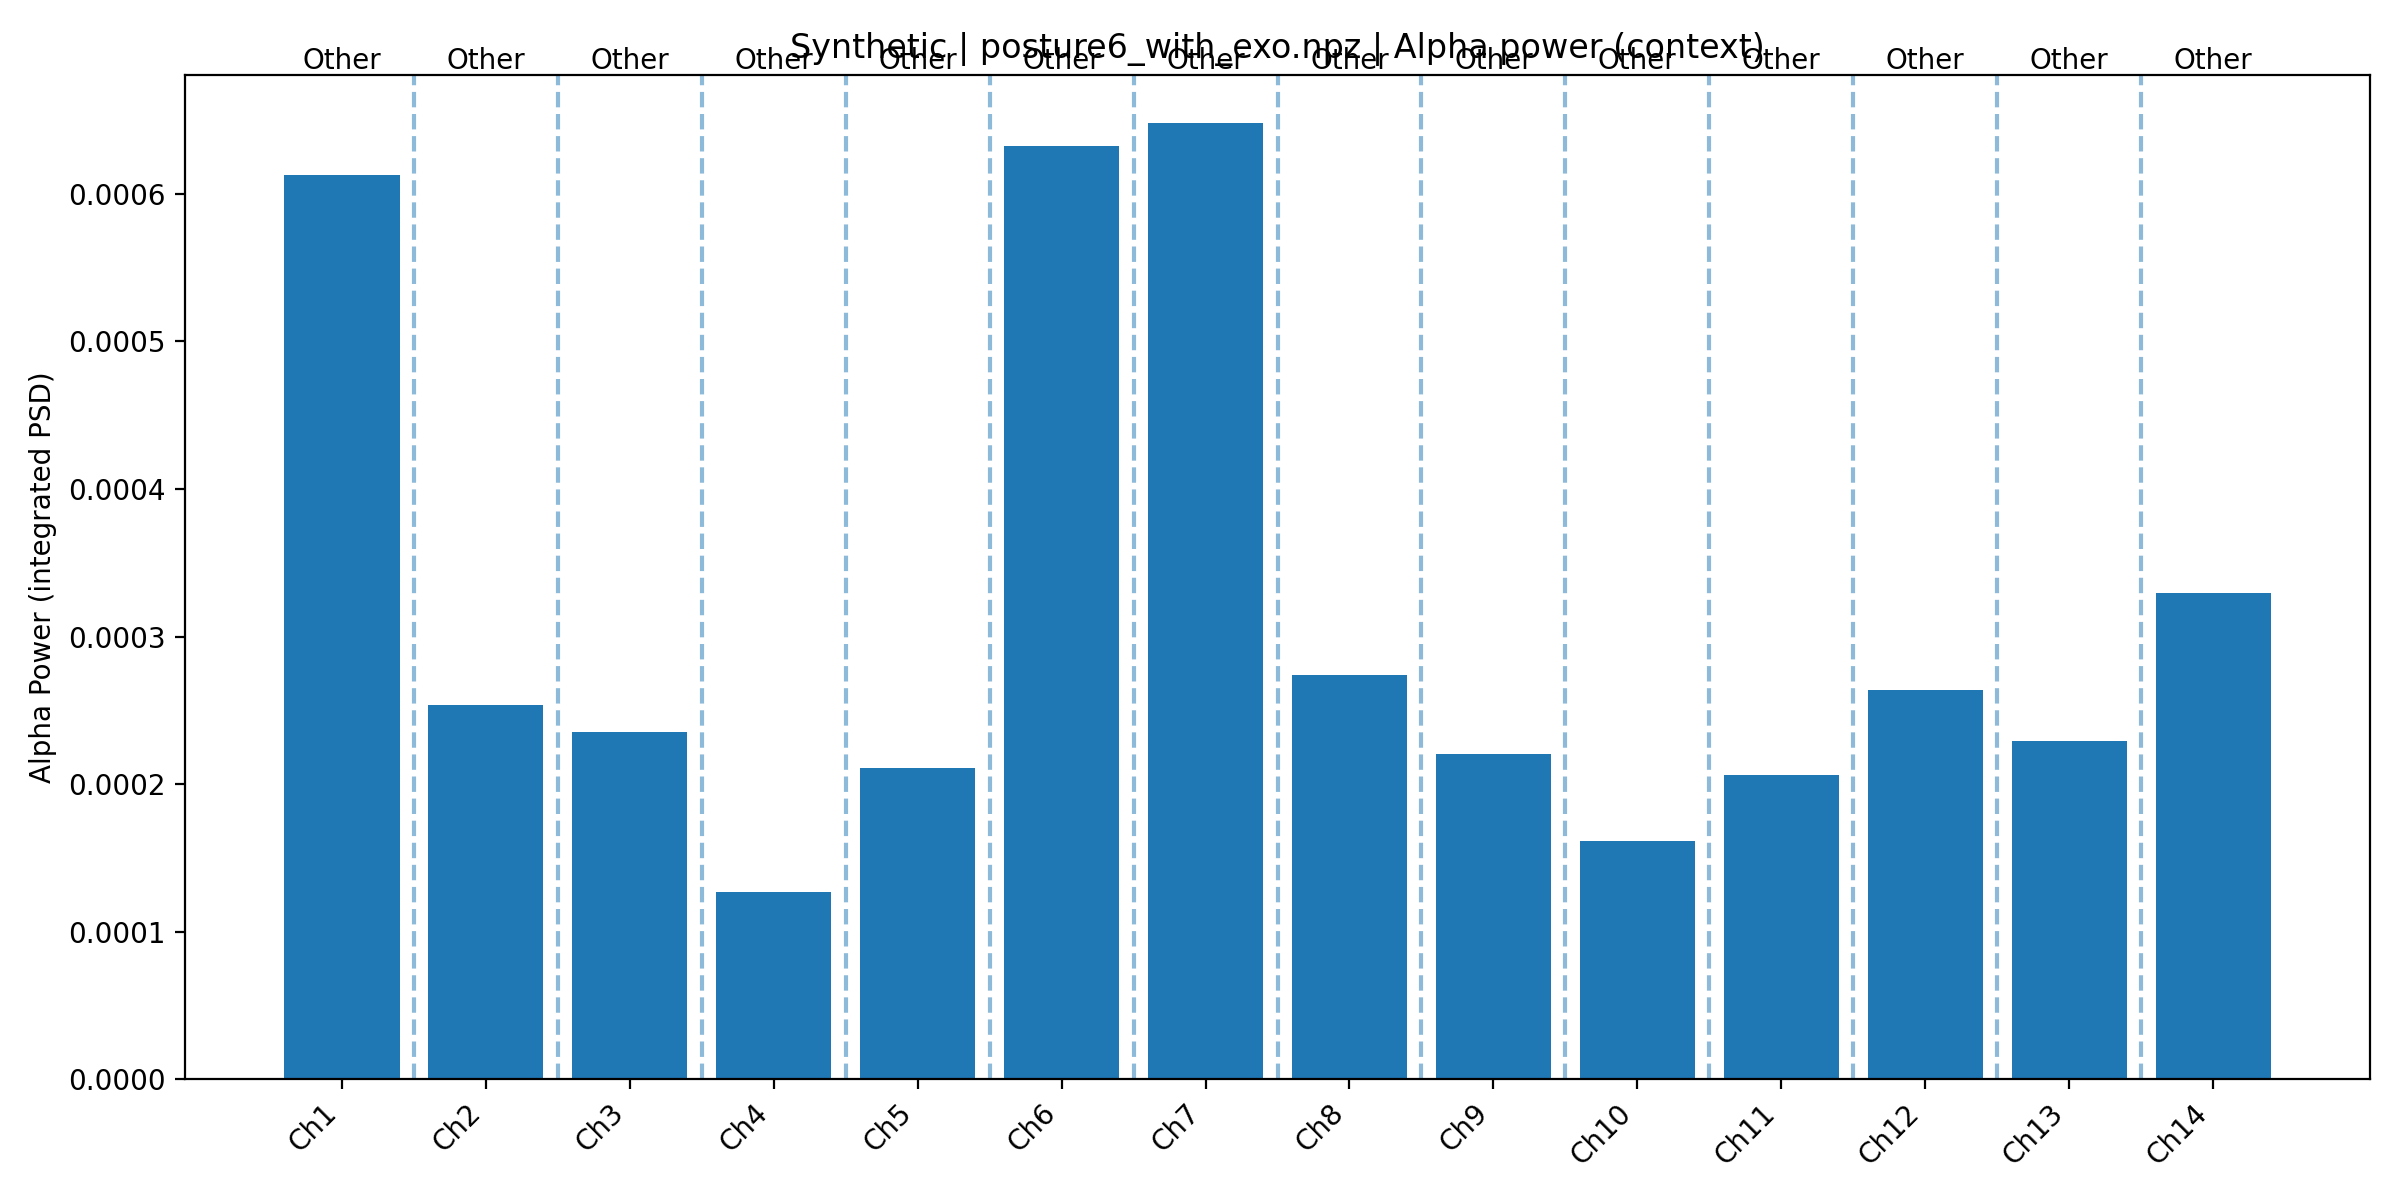 Synthetic | posture6_with_exo.npz | Alpha power (context)
Other Other Other Other Other Other Other Other Other Other Other Other Other Other
Alpha Power (integrated PSD)
0.0006
0.0005
0.0004
0.0003
0.0002
0.0001
0.0000
Ch1 Ch2 Ch3 Ch4 Ch5 Ch6 Ch7 Ch8 Ch9 Ch10 Ch11 Ch12 Ch13 Ch14